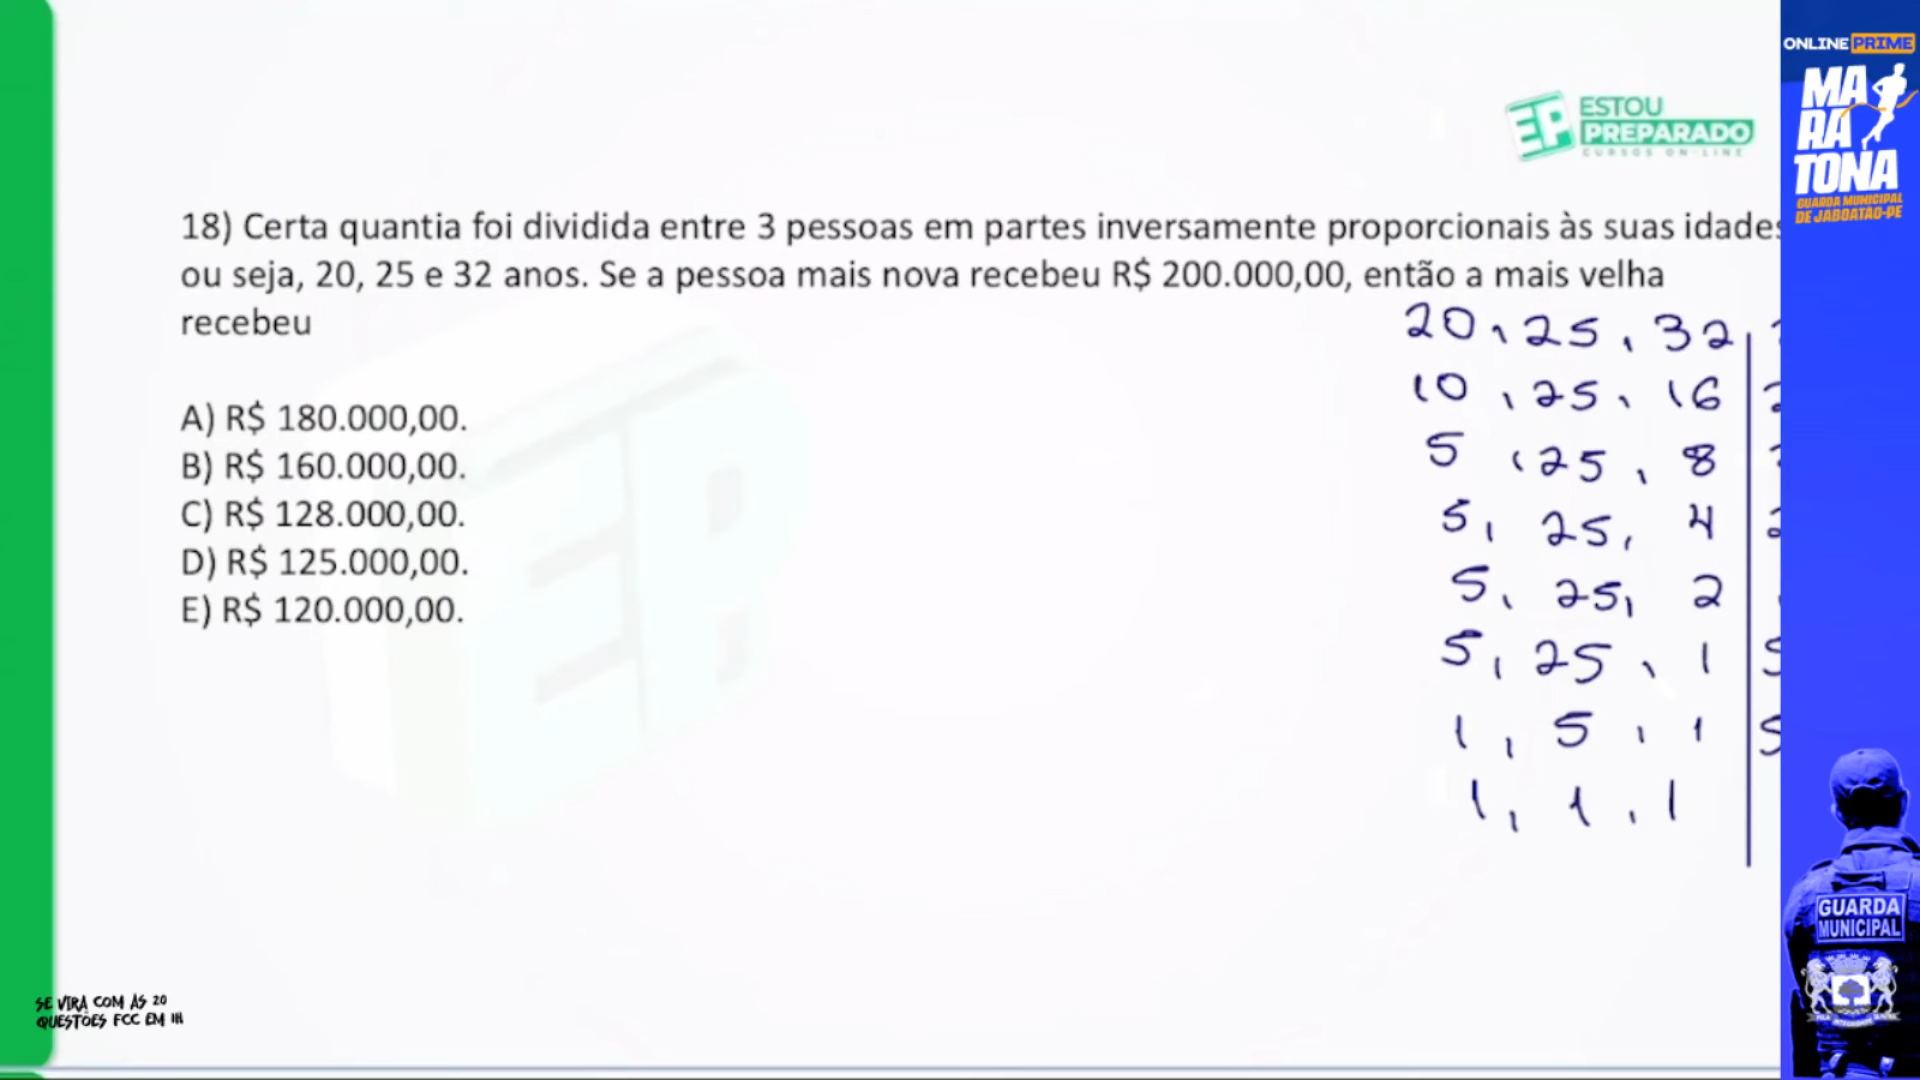 ONLINE PRIME
MA
RA
TONA
GUARDA MUNICIPAL
DE JABOATÃO-PE
EP ESTOU
PREPARADO
CURSOS ON-LINE
18) Certa quantia foi dividida entre 3 pessoas em partes inversamente proporcionais às suas idades
ou seja, 20, 25 e 32 anos. Se a pessoa mais nova recebeu R$ 200.000,00, então a mais velha
recebeu
A) R$ 180.000,00.
B) R$ 160.000,00.
C) R$ 128.000,00.
D) R$ 125.000,00.
E) R$ 120.000,00.
20, 25, 32
10, 25, 16
5, 25, 8
5, 25, 4
5, 25, 2
5, 25, 1 5
1, 5, 1 5
1, 1, 1
EP
GUARDA
MUNICIPAL
SE VIRA COM AS 20
QUESTÕES FCC EM 1H